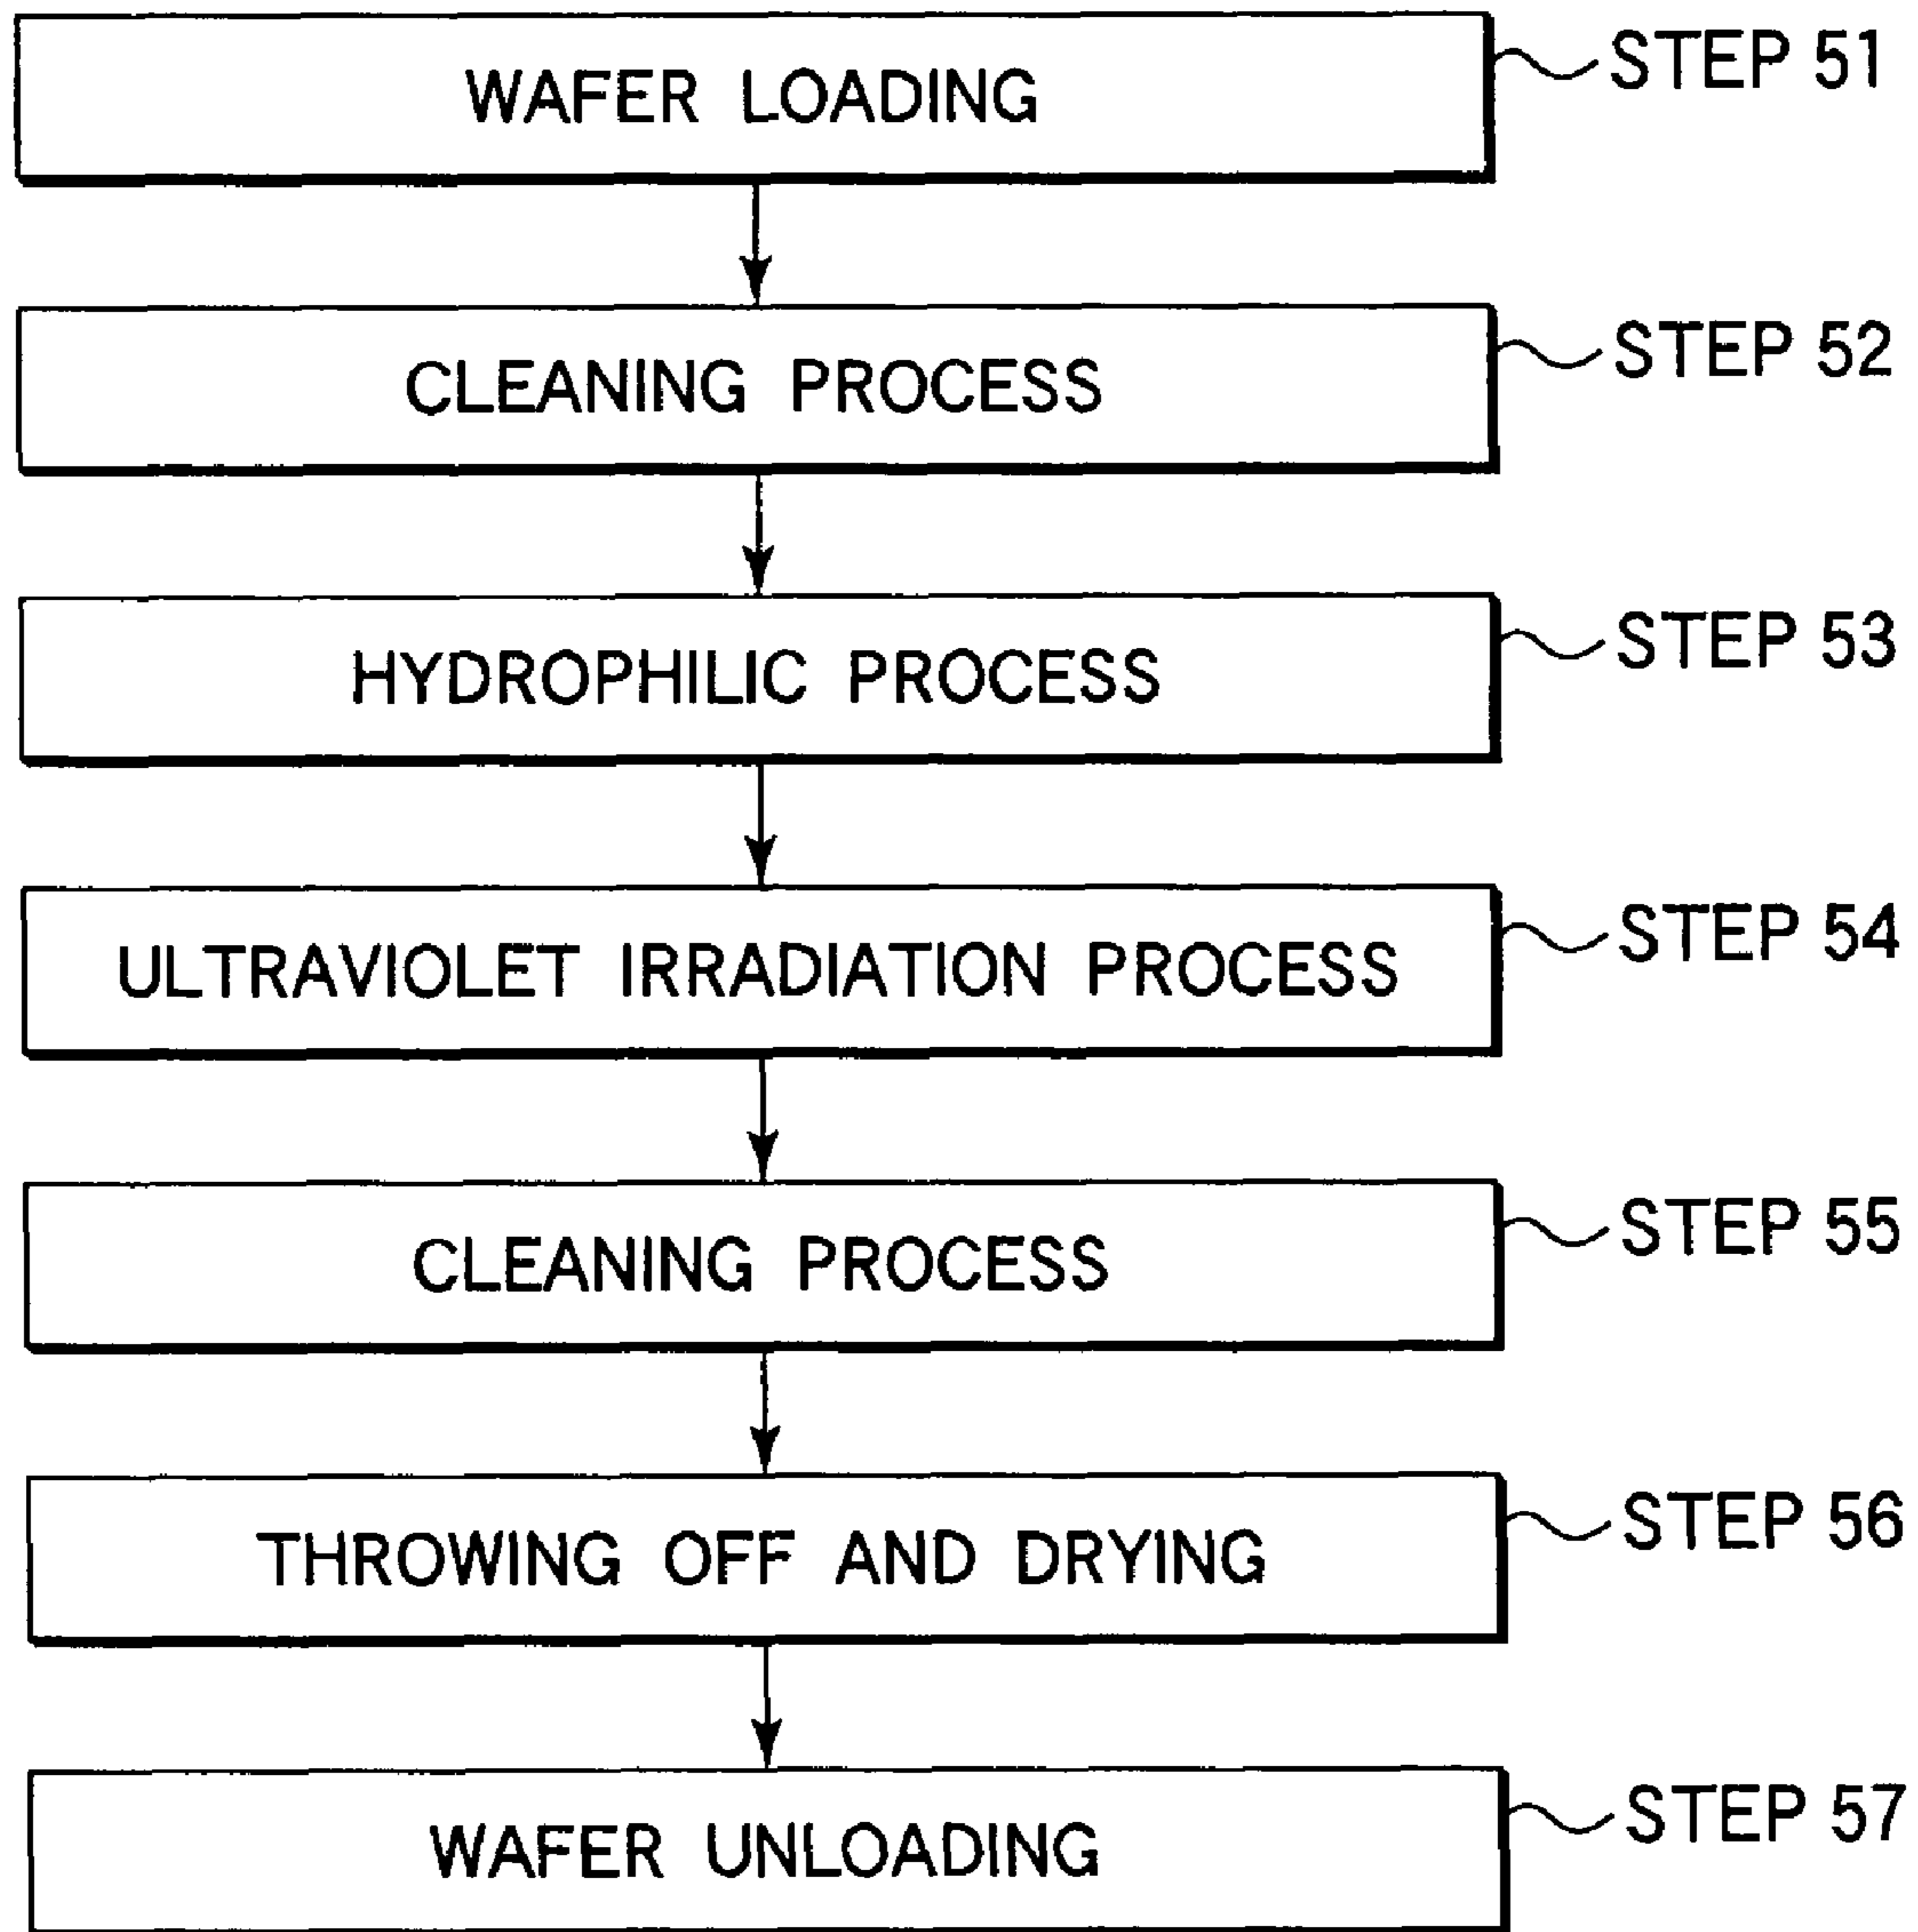 WAFER LOADING
STEP 51
CLEANING PROCESS
STEP 52
HYDROPHILIC PROCESS
STEP 53
ULTRAVIOLET IRRADIATION PROCESS
STEP 54
CLEANING PROCESS
STEP 55
THROWING OFF AND DRYING
STEP 56
WAFER UNLOADING
STEP 57